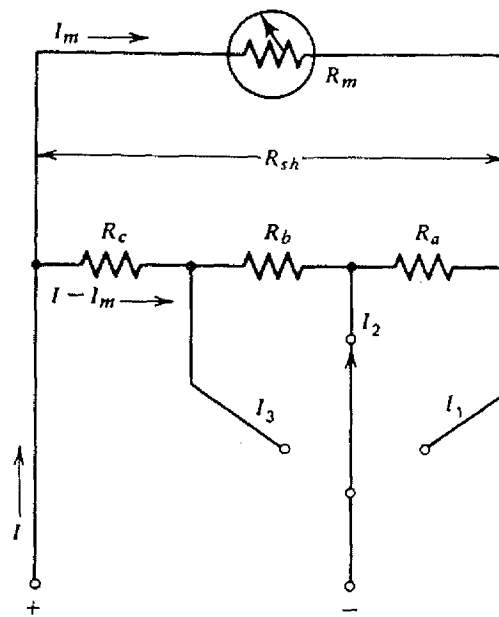 I_m
R_m
R_sh
R_c R_b R_a
I − I_m
I_2
I_3 I_1
I
+ −